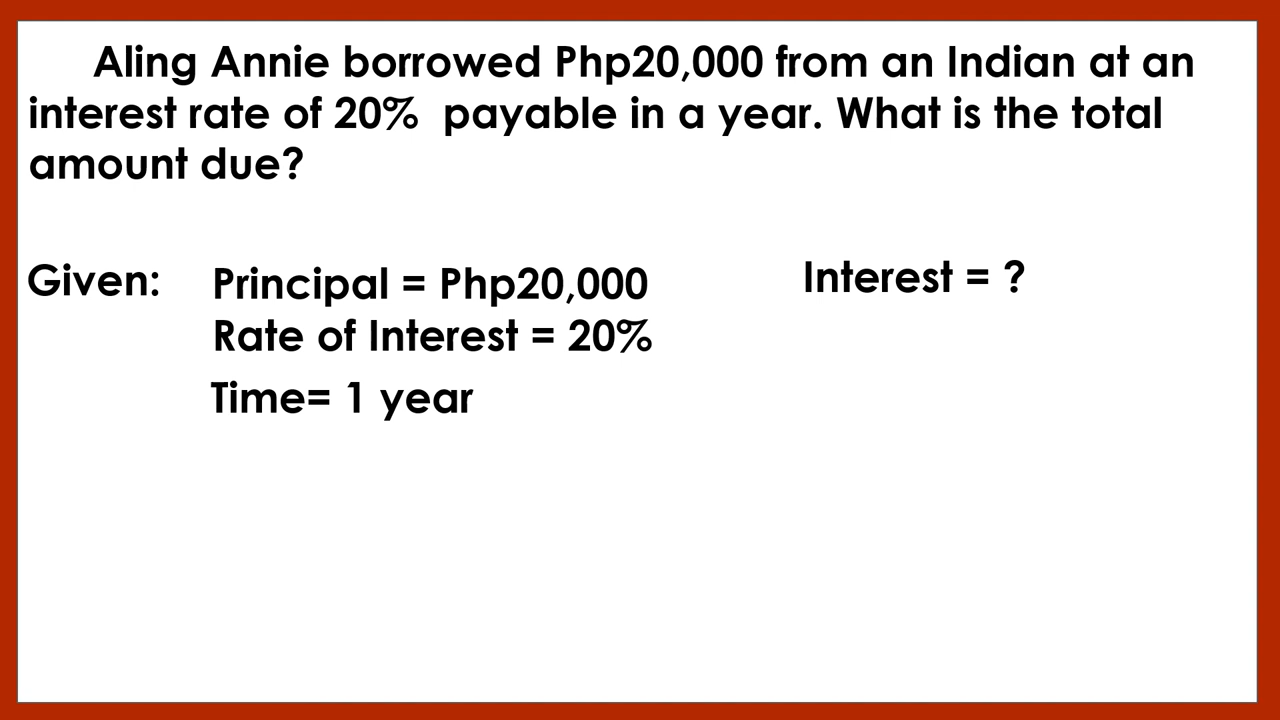 Aling Annie borrowed Php20,000 from an Indian at an
interest rate of 20% payable in a year. What is the total
amount due?
Given: Principal = Php20,000 Interest = ?
Rate of Interest = 20%
Time= 1 year